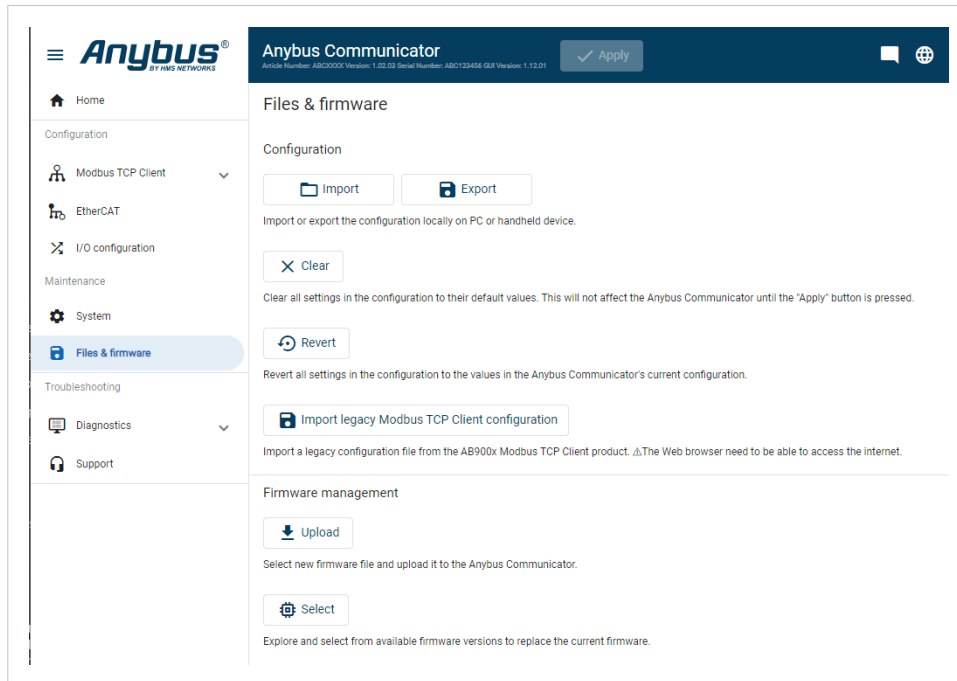 Anybus®
BY HMS NETWORKS
Anybus Communicator
Article Number: ABCXXXX Version: 1.02.03 Serial Number: ABC123456 GUI Version: 1.12.01
Apply
Home
Configuration
Modbus TCP Client
EtherCAT
I/O configuration
Maintenance
System
Files & firmware
Troubleshooting
Diagnostics
Support
Files & firmware
Configuration
Import
Export
Import or export the configuration locally on PC or handheld device.
Clear
Clear all settings in the configuration to their default values. This will not affect the Anybus Communicator until the "Apply" button is pressed.
Revert
Revert all settings in the configuration to the values in the Anybus Communicator's current configuration.
Import legacy Modbus TCP Client configuration
Import a legacy configuration file from the AB900x Modbus TCP Client product. ⚠The Web browser need to be able to access the internet.
Firmware management
Upload
Select new firmware file and upload it to the Anybus Communicator.
Select
Explore and select from available firmware versions to replace the current firmware.